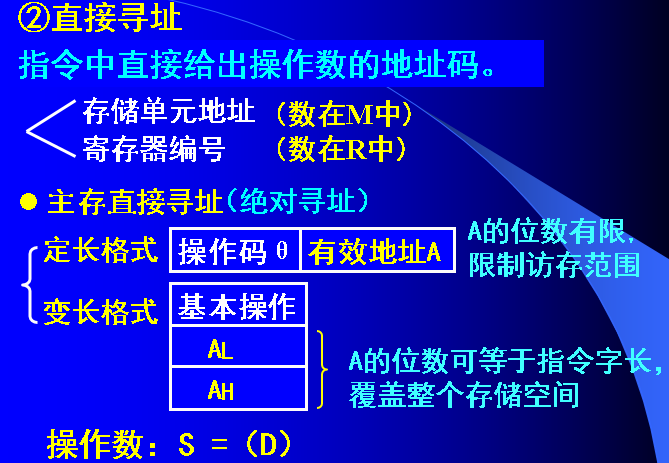 ②直接寻址
指令中直接给出操作数的地址码。
存储单元地址 (数在M中)
寄存器编号 (数在R中)
主存直接寻址(绝对寻址)
定长格式 操作码θ 有效地址A
A的位数有限,
限制访存范围
变长格式 基本操作
AL
AH
A的位数可等于指令字长,
覆盖整个存储空间
操作数: S =(D)